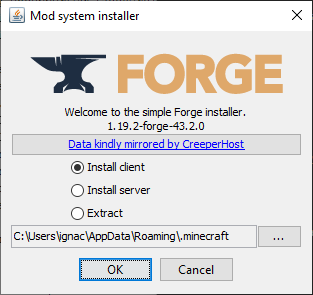 Mod system installer
FORGE
Welcome to the simple Forge installer.
1.19.2-forge-43.2.0
Data kindly mirrored by CreeperHost
Install client
Install server
Extract
C:\Users\ignac\AppData\Roaming\.minecraft
...
OK
Cancel